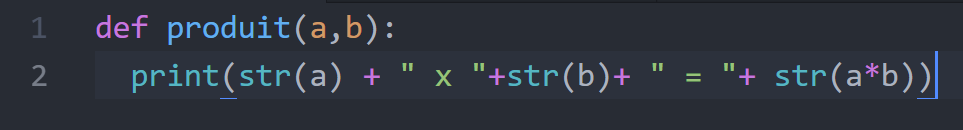 1 def produit(a,b):
2 print(str(a) + " x "+str(b)+ " = "+ str(a*b))